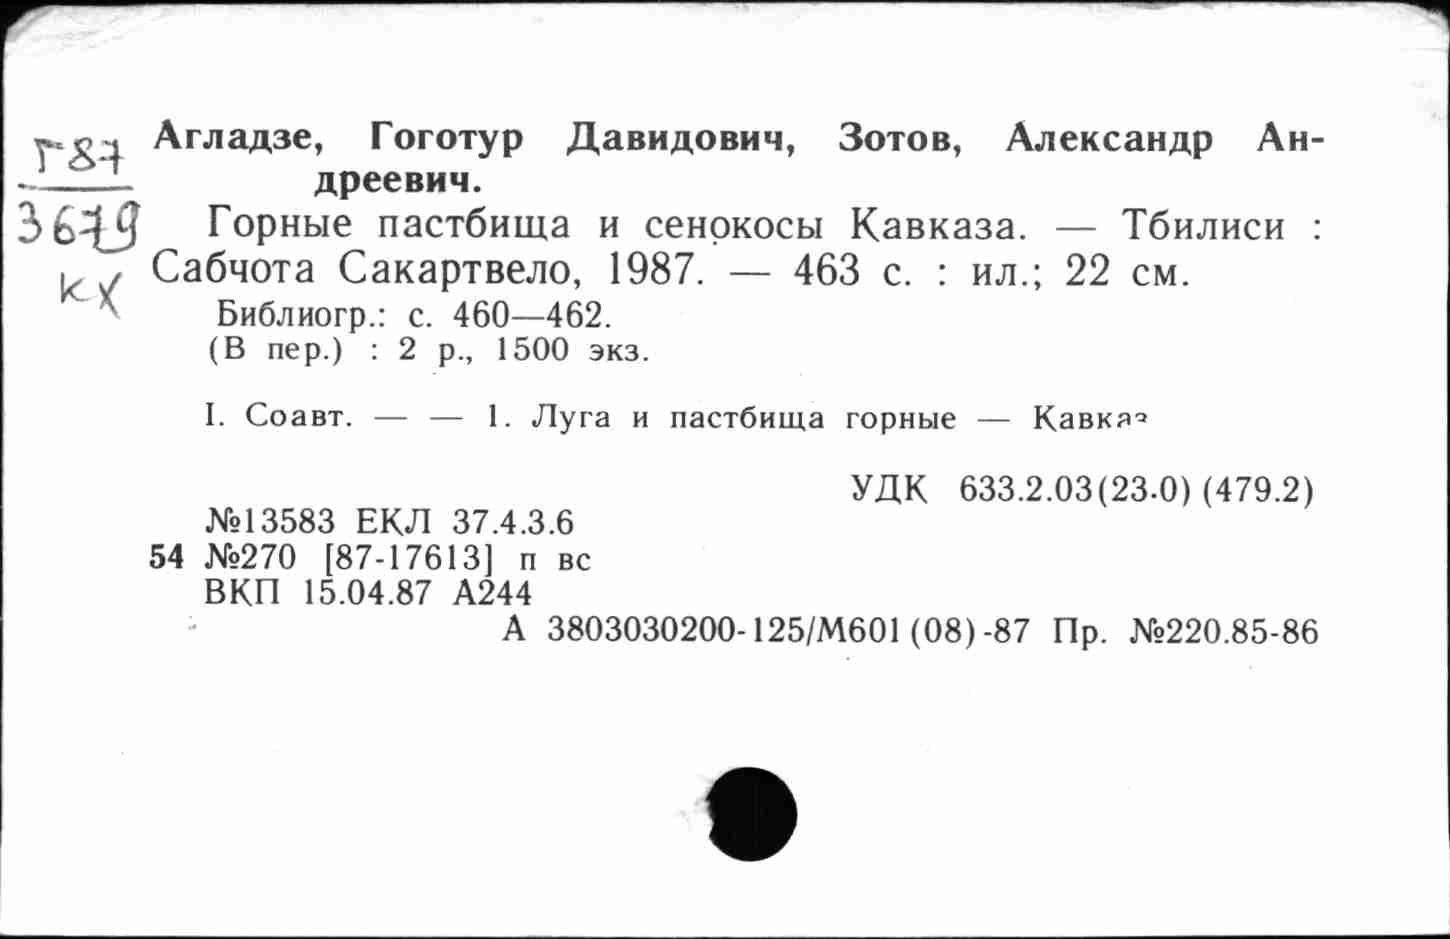 Г87
3679
кх
Агладзе, Гоготур Давидович, Зотов, Александр Ан-
дреевич.
Горные пастбища и сенокосы Кавказа. — Тбилиси :
Сабчота Сакартвело, 1987. — 463 с. : ил.; 22 см.
Библиогр.: с. 460—462.
(В пер.) : 2 р., 1500 экз.
I. Соавт. — — 1. Луга и пастбища горные — Кавказ
УДК 633.2.03(23.0)(479.2)
№13583 ЕКЛ 37.4.3.6
54 №270 [87-17613] п вс
ВКП 15.04.87 А244
А 3803030200-125/М601(08)-87 Пр. №220.85-86